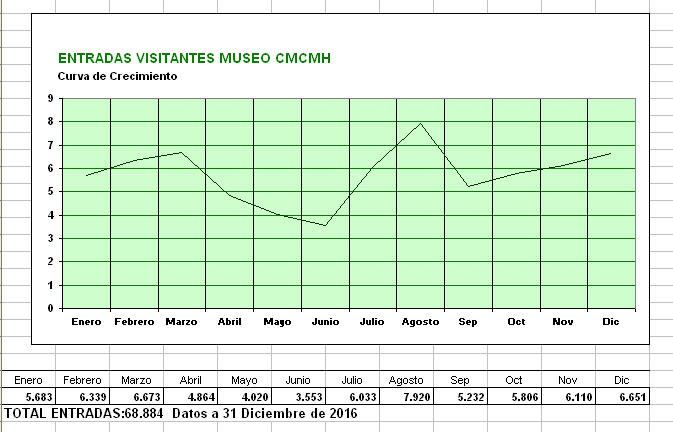 ENTRADAS VISITANTES MUSEO CMCMH
Curva de Crecimiento
9
8
7
6
5
4
3
2
1
0
Enero Febrero Marzo Abril Mayo Junio Julio Agosto Sep Oct Nov Dic
Enero Febrero Marzo Abril Mayo Junio Julio Agosto Sep Oct Nov Dic
5.683 6.339 6.673 4.864 4.020 3.553 6.033 7.920 5.232 5.806 6.110 6.651
TOTAL ENTRADAS:68.884 Datos a 31 Diciembre de 2016